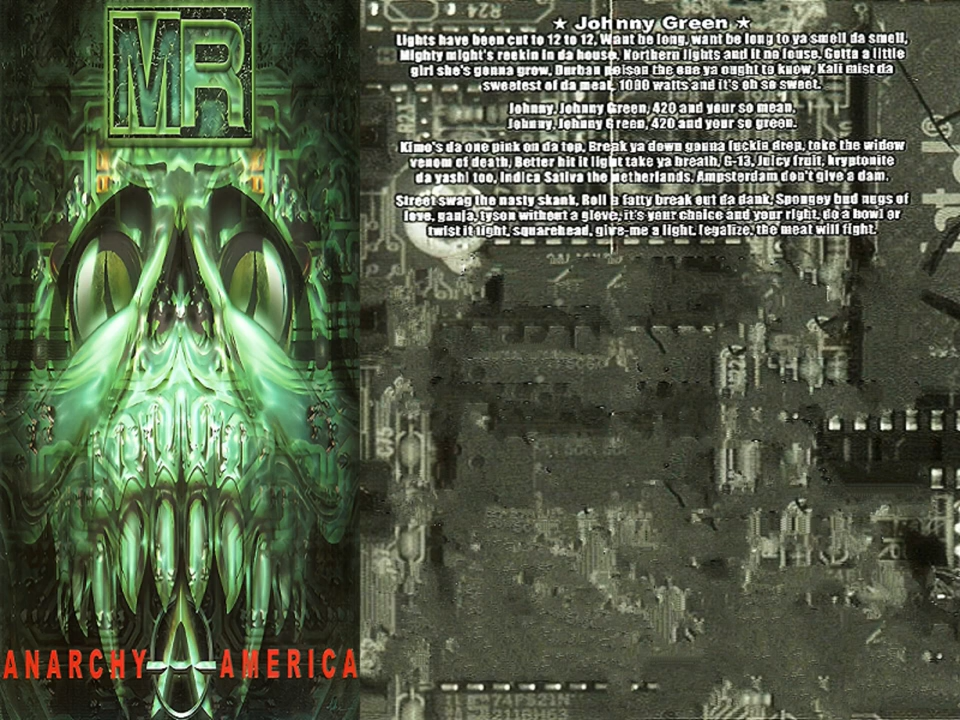 MR
ANARCHY A AMERICA
R24
★ Johnny Green ★
Lights have been cut to 12 to 12, Want be long, want be long to ya smell da smell,
Mighty might's rockin in da house, Northern lights and it no louse. Gotta a little
girl she's gonna grow, Durban poison the one ya ought to know, Kali mist da
sweetest of da meat, 1000 watts and it's oh so sweet.
Johnny, Johnny Green, 420 and your so mean.
Johnny, Johnny Green, 420 and your so green.
Kimo's da one pink on da top, Break ya down gonna fuckin drop, toke the widow
venom of death, Better hit it light take ya breath, G-13, Juicy fruit, kryptonite
da yashi too, Indica Sativa the netherlands, Ampsterdam don't give a dam.
Street swag the nasty skank, Roll a fatty break out da dank, Spongey bud nugs of
love, ganja, tyson without a glove, it's your choice and your right, do a bowl or
twist it tight, squarehead, give-me a light, legalize, the meat will fight.
74F521N